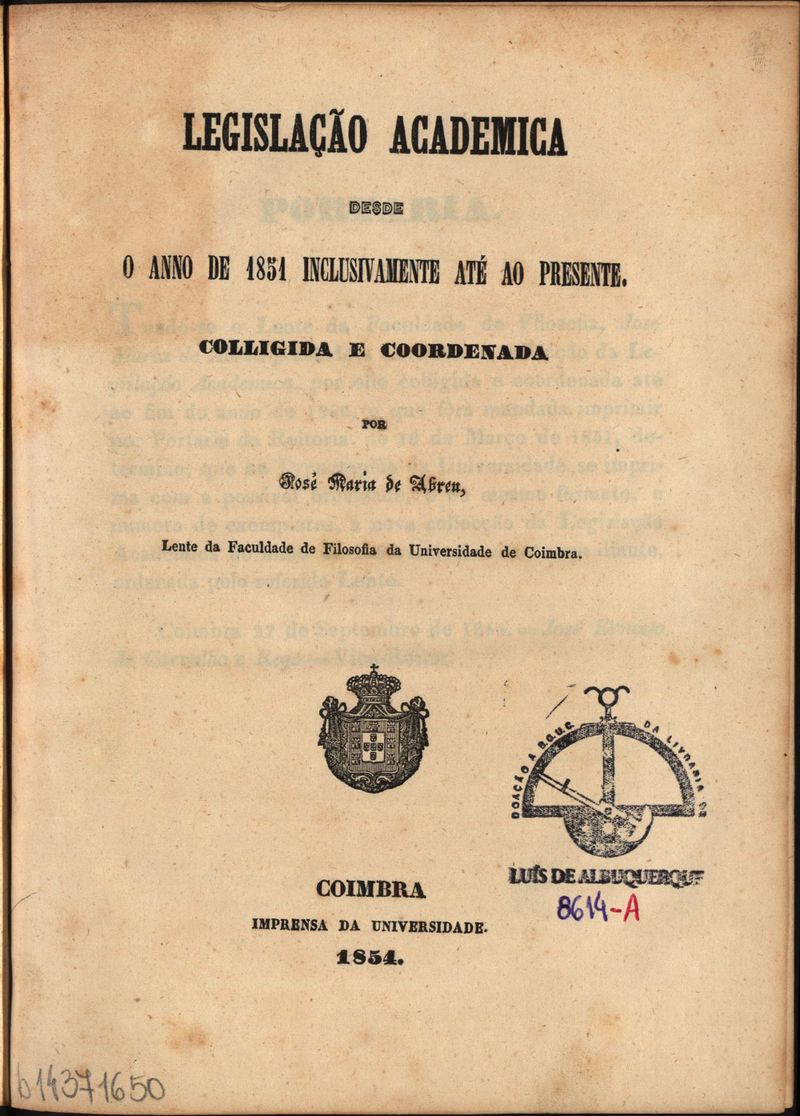 LEGISLAÇÃO ACADEMICA
DESDE
O ANNO DE 1851 INCLUSIVAMENTE ATÉ AO PRESENTE.
COLLIGIDA E COORDENADA
POR
José Maria de Abreu,
Lente da Faculdade de Filosofia da Universidade de Coimbra.
DOAÇÃO A B.G.U.C. DA LIVRARIA
LUÍS DE ALBUQUERQUE
8614-A
COIMBRA
IMPRENSA DA UNIVERSIDADE.
1854.
b14371650